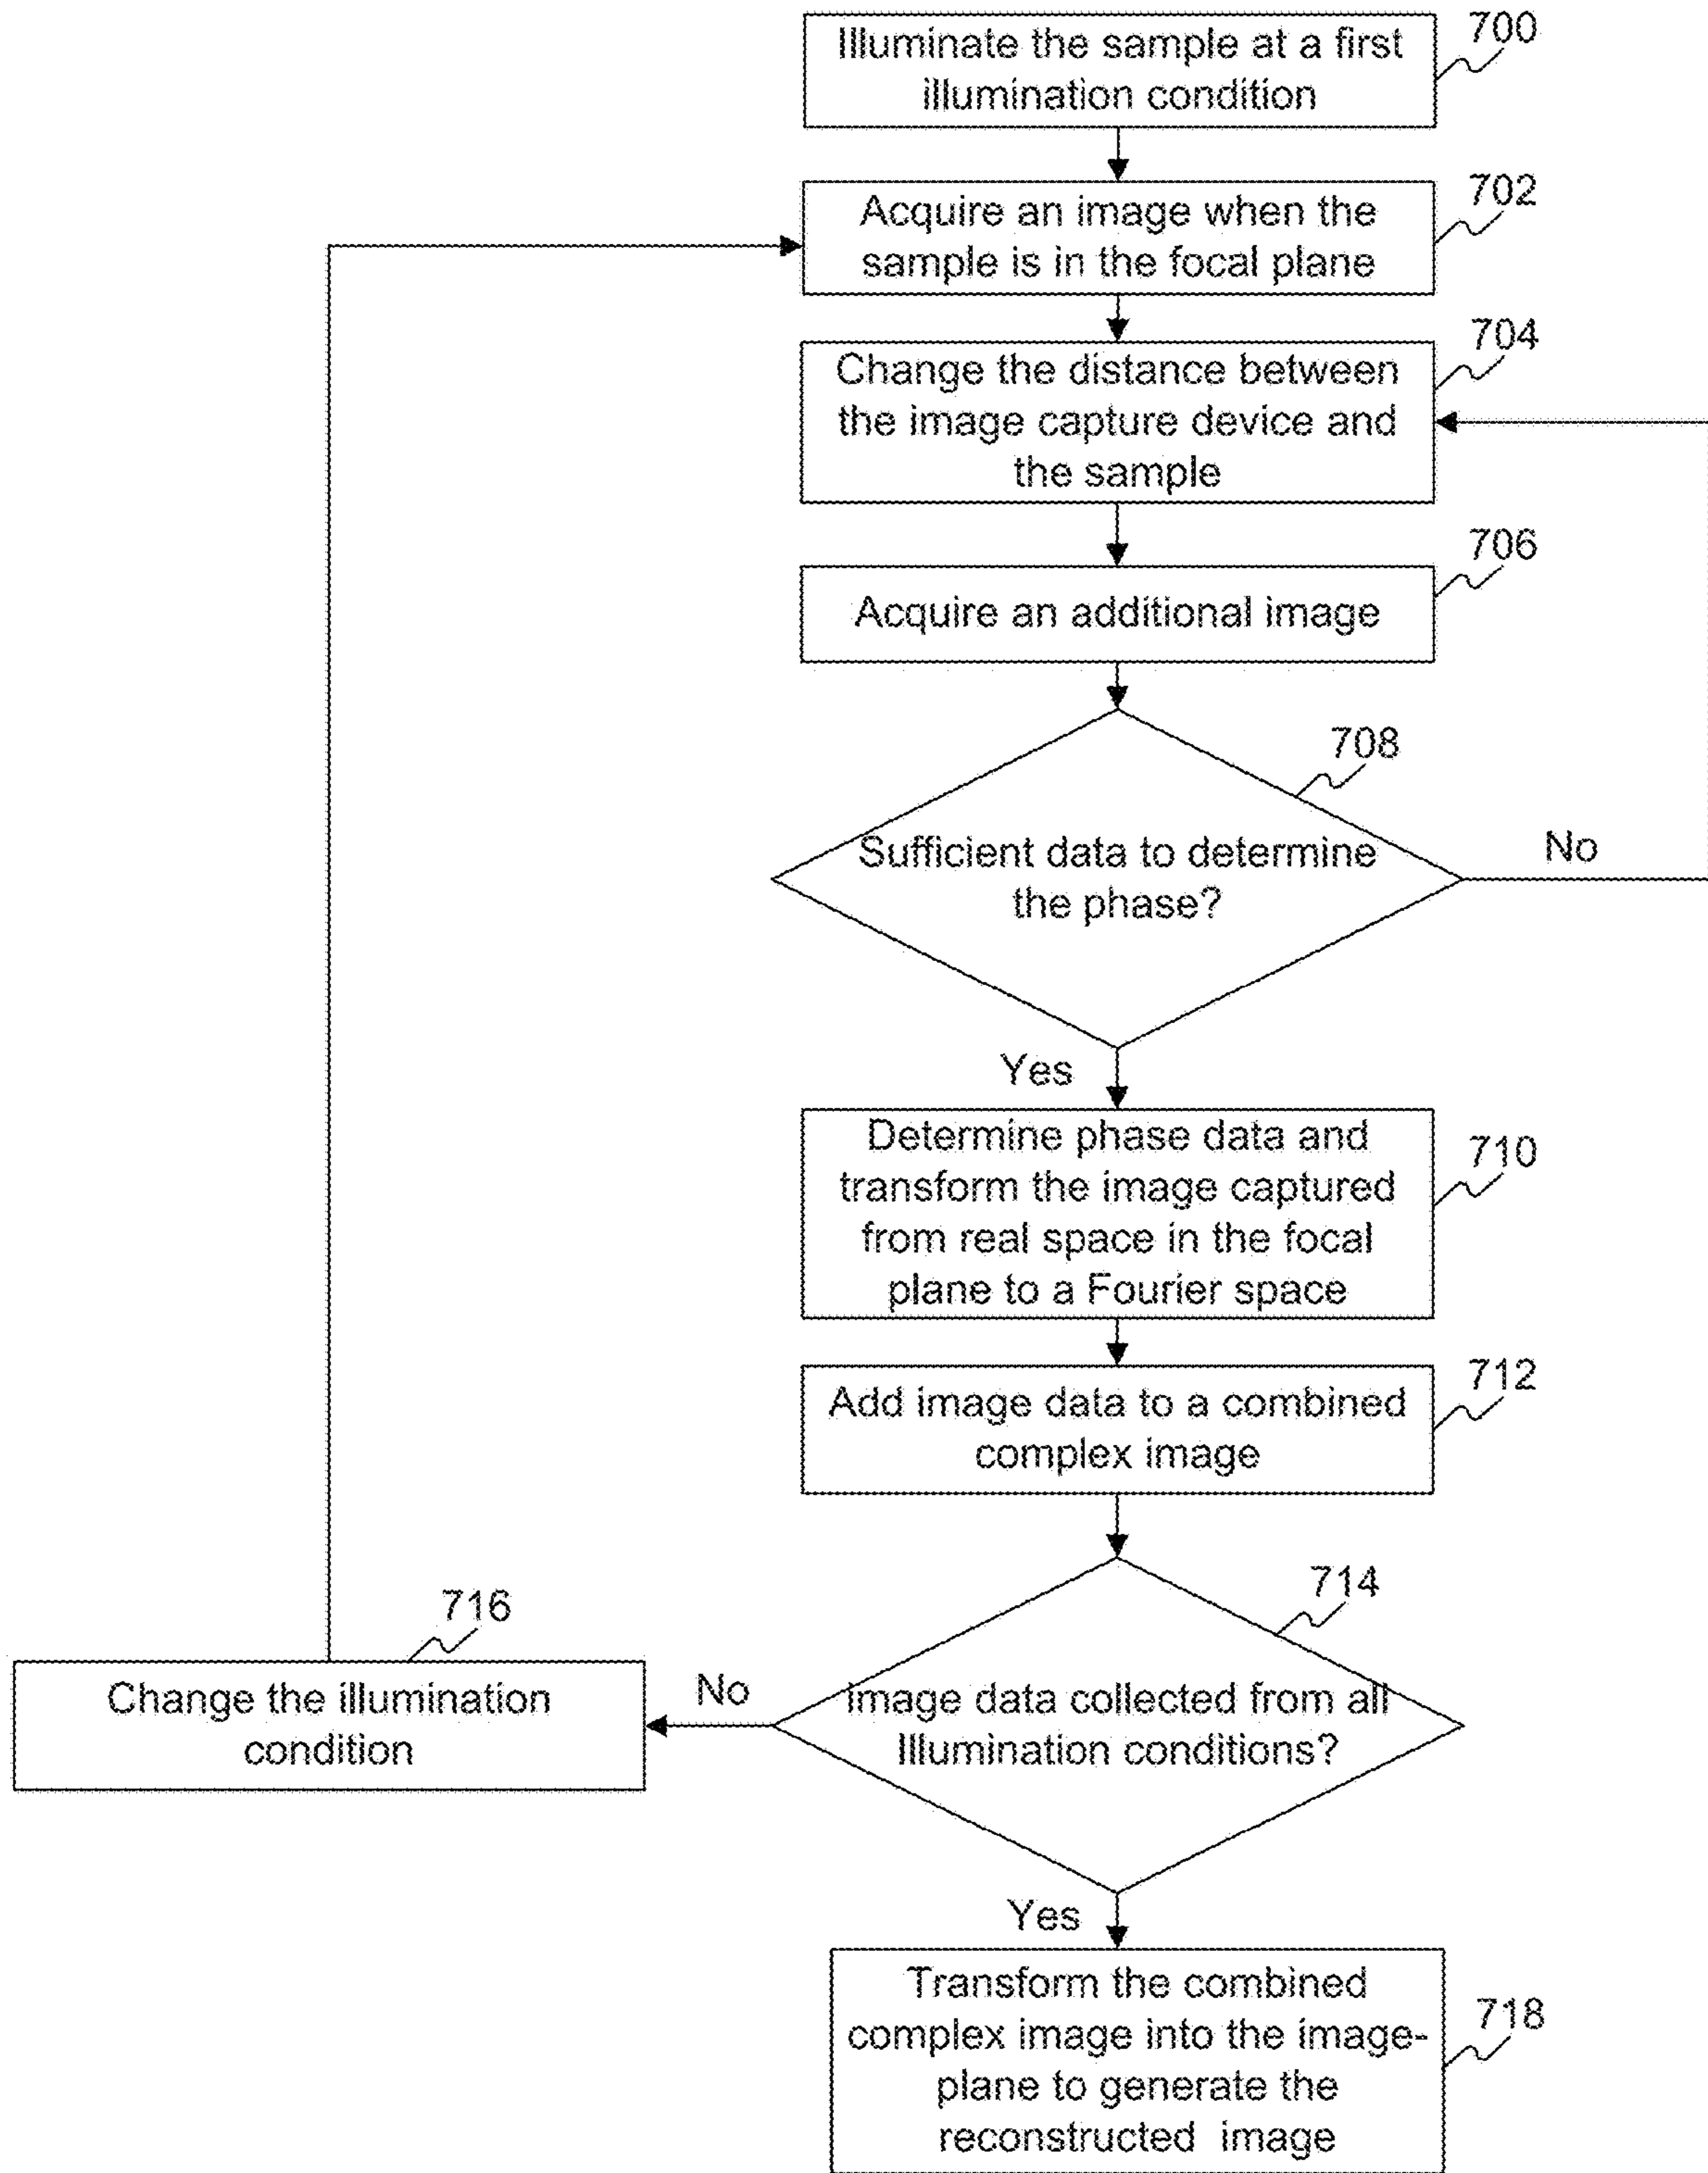 700
Illuminate the sample at a first
illumination condition
702
Acquire an image when the
sample is in the focal plane
704
Change the distance between
the image capture device and
the sample
706
Acquire an additional image
708
Sufficient data to determine
the phase?
No
Yes
710
Determine phase data and
transform the image captured
from real space in the focal
plane to a Fourier space
712
Add image data to a combined
complex image
714
Image data collected from all
Illumination conditions?
No
716
Change the illumination
condition
Yes
718
Transform the combined
complex image into the image-
plane to generate the
reconstructed image